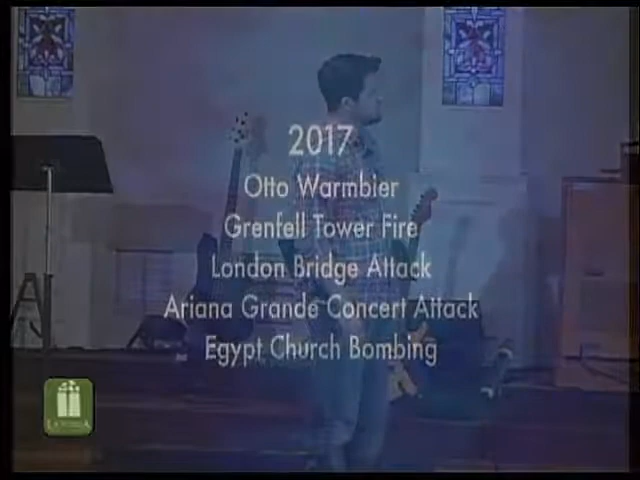 2017
Otto Warmbier
Grenfell Tower Fire
London Bridge Attack
Ariana Grande Concert Attack
Egypt Church Bombing